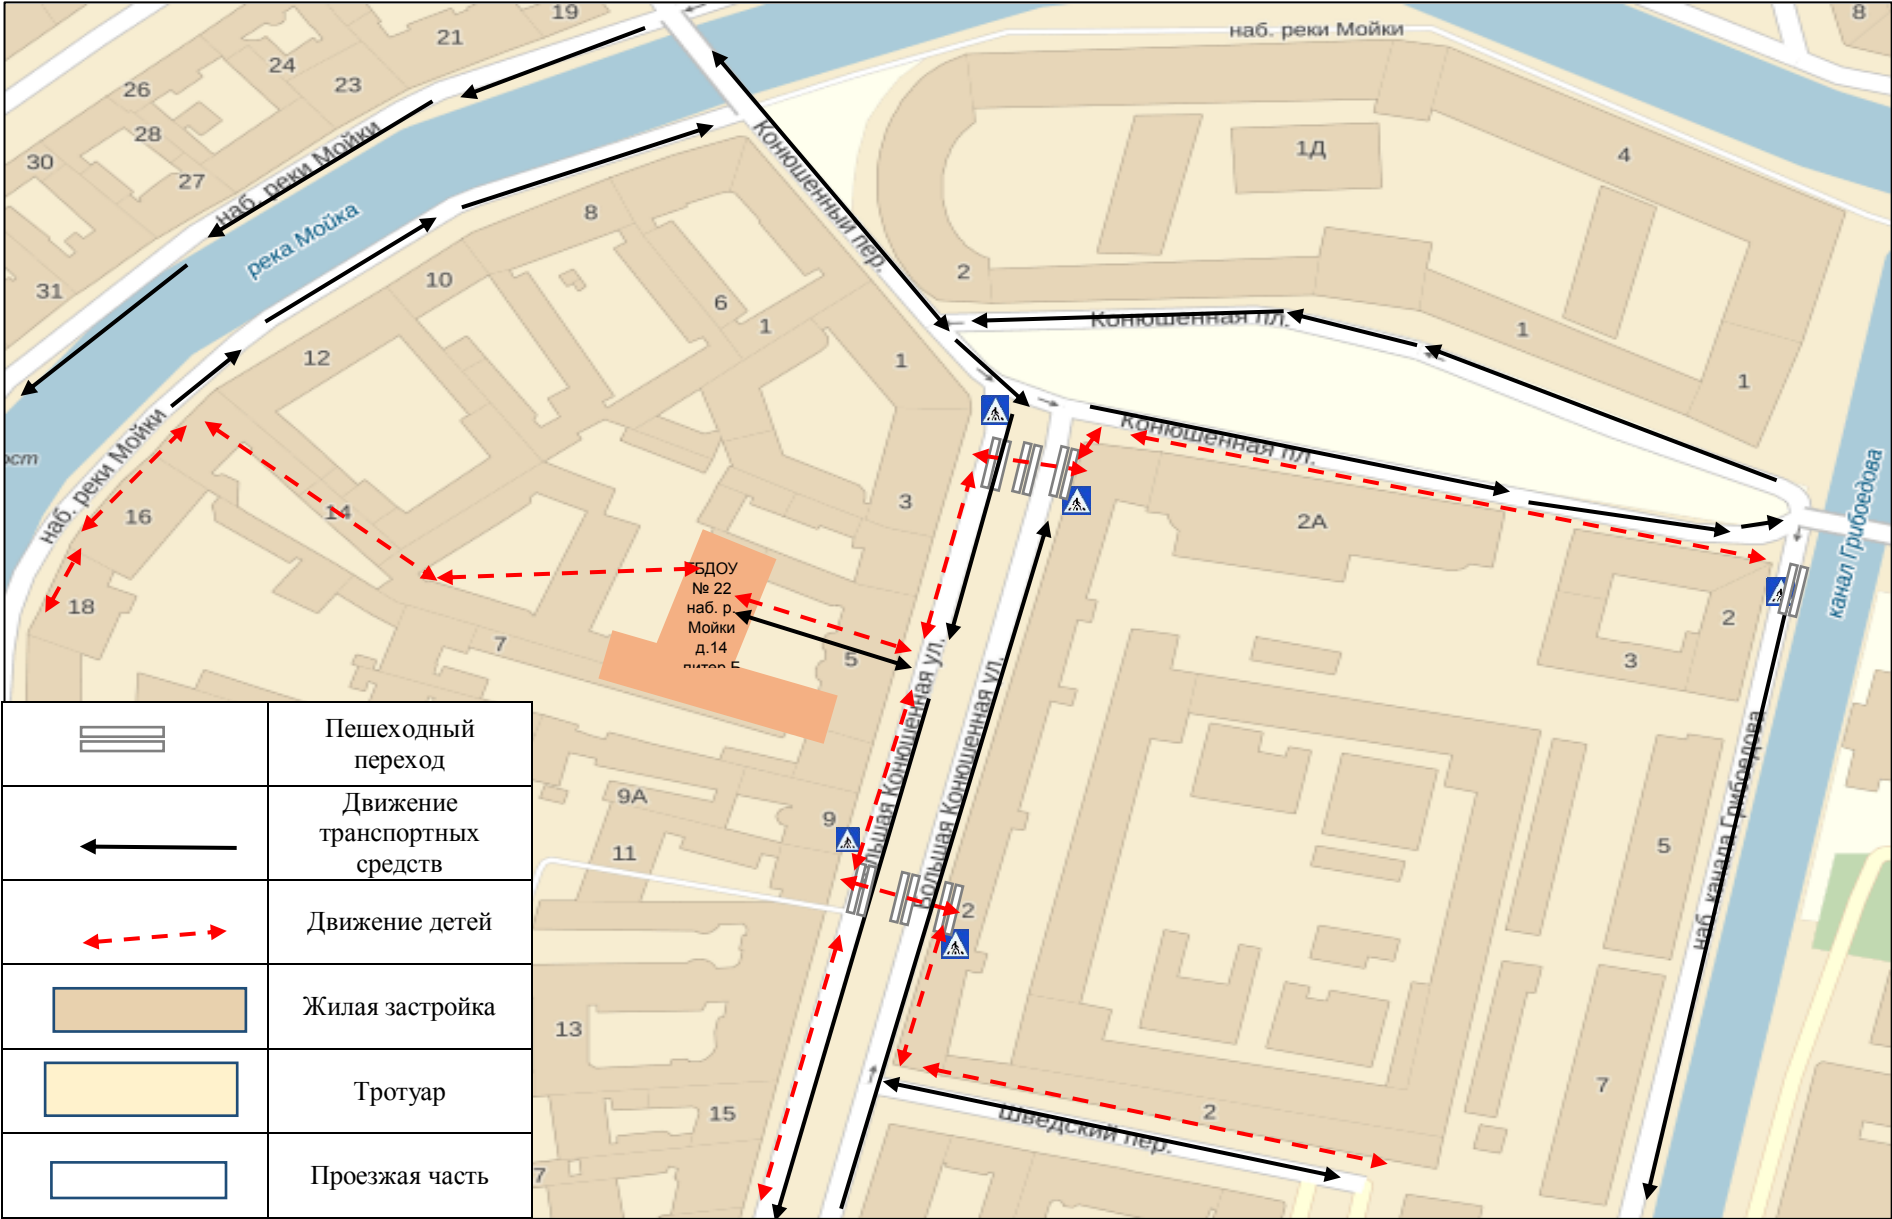 19
8
21
наб. реки Мойки
24
23
26
28
30
27
наб. реки Мойки
Конюшенный пер.
1Д
4
река Мойка
8
31
10
2
6
1
Конюшенная пл.
1
12
1
1
Конюшенная пл.
наб. реки Мойки
ост
16
14
3
2А
канал Грибоедова
ГБДОУ
№ 22
наб. р.
Мойки
д.14
литер Б
18
7
5
2
3
Большая Конюшенная ул.
Большая Конюшенная ул.
наб. канала Грибоедова
9А
9
11
5
2
13
15
7
2
7
Шведский пер.
Пешеходный
переход
Движение
транспортных
средств
Движение детей
Жилая застройка
Тротуар
Проезжая часть